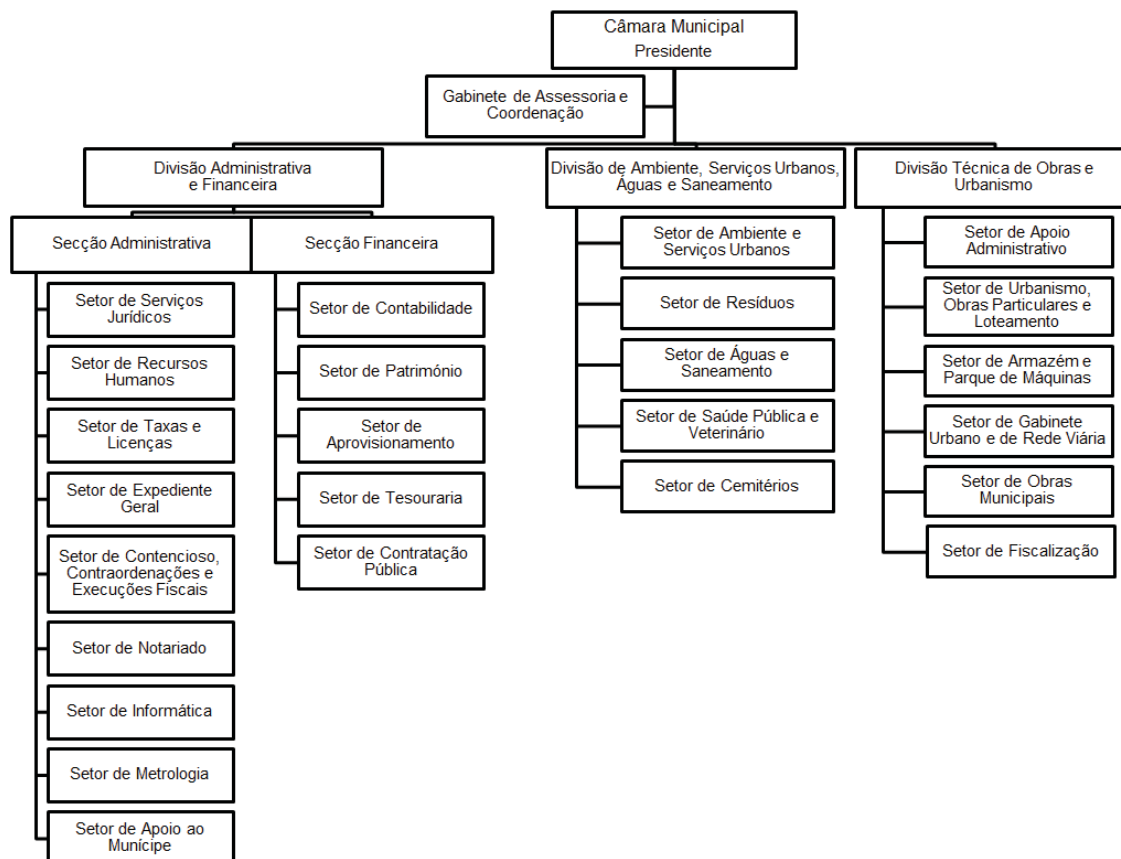 Câmara Municipal
Presidente
Gabinete de Assessoria e
Coordenação
Divisão Administrativa
e Financeira
Divisão de Ambiente, Serviços Urbanos,
Águas e Saneamento
Divisão Técnica de Obras e
Urbanismo
Secção Administrativa
Secção Financeira
Setor de Serviços
Jurídicos
Setor de Recursos
Humanos
Setor de Taxas e
Licenças
Setor de Expediente
Geral
Setor de Contencioso,
Contraordenações e
Execuções Fiscais
Setor de Notariado
Setor de Informática
Setor de Metrologia
Setor de Apoio ao
Munícipe
Setor de Contabilidade
Setor de Património
Setor de
Aprovisionamento
Setor de Tesouraria
Setor de Contratação
Pública
Setor de Ambiente e
Serviços Urbanos
Setor de Resíduos
Setor de Águas e
Saneamento
Setor de Saúde Pública e
Veterinário
Setor de Cemitérios
Setor de Apoio
Administrativo
Setor de Urbanismo,
Obras Particulares e
Loteamento
Setor de Armazém e
Parque de Máquinas
Setor de Gabinete
Urbano e de Rede Viária
Setor de Obras
Municipais
Setor de Fiscalização